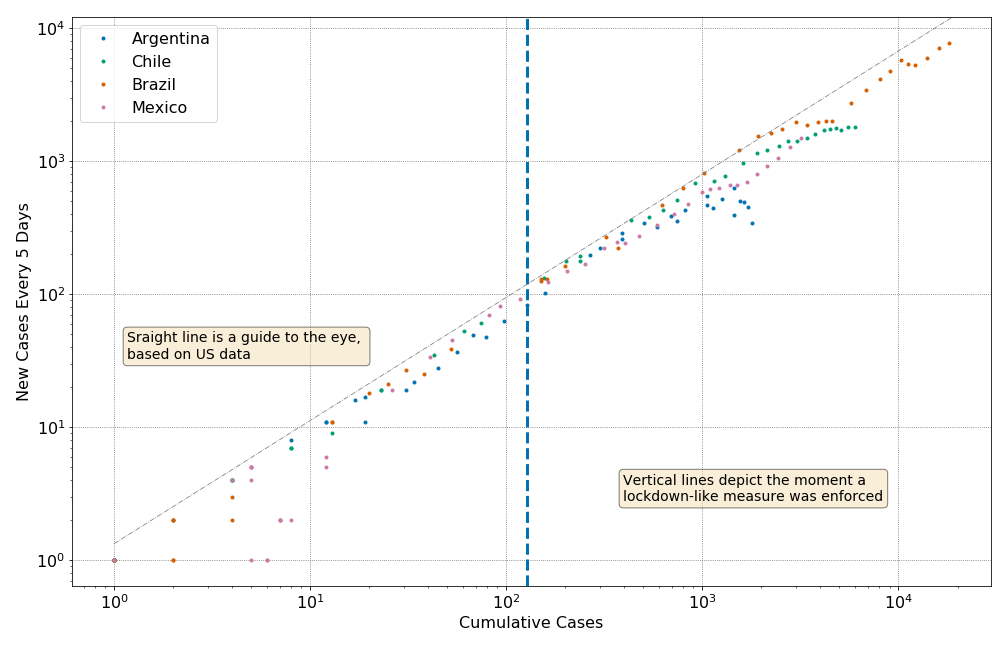 10⁴
10³
10²
10¹
10⁰
New Cases Every 5 Days
Argentina
Chile
Brazil
Mexico
Sraight line is a guide to the eye,
based on US data
Vertical lines depict the moment a
lockdown-like measure was enforced
10⁰ 10¹ 10² 10³ 10⁴
Cumulative Cases